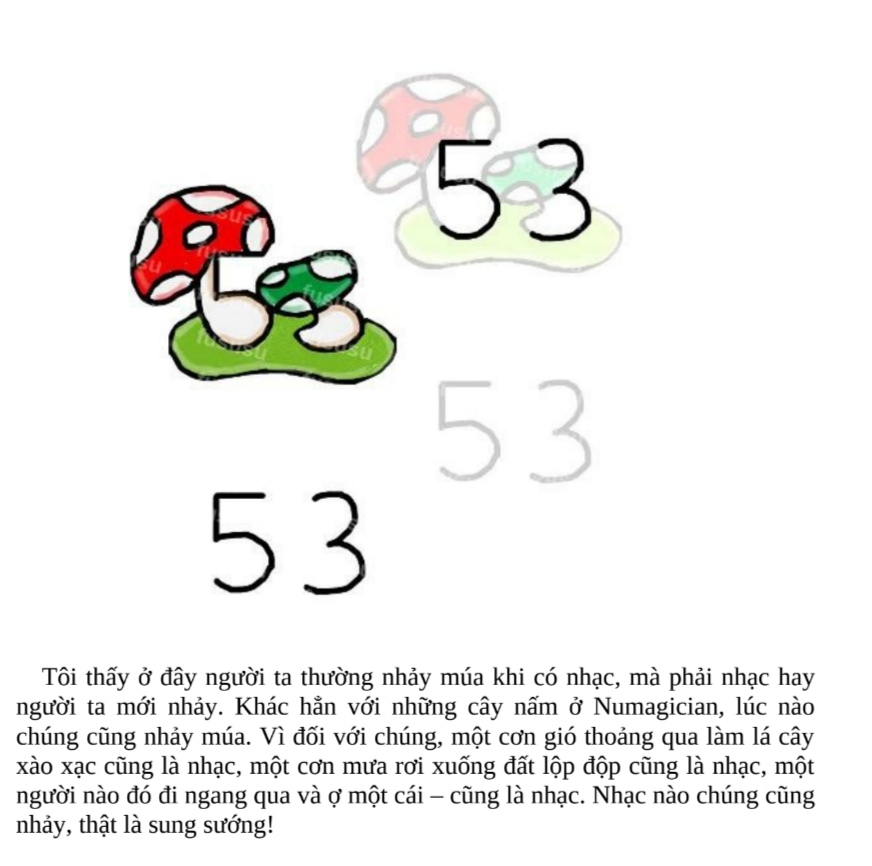 53
53
53
Tôi thấy ở đây người ta thường nhảy múa khi có nhạc, mà phải nhạc hay
người ta mới nhảy. Khác hẳn với những cây nấm ở Numagician, lúc nào
chúng cũng nhảy múa. Vì đối với chúng, một cơn gió thoảng qua làm lá cây
xào xạc cũng là nhạc, một cơn mưa rơi xuống đất lộp độp cũng là nhạc, một
người nào đó đi ngang qua và ợ một cái – cũng là nhạc. Nhạc nào chúng cũng
nhảy, thật là sung sướng!